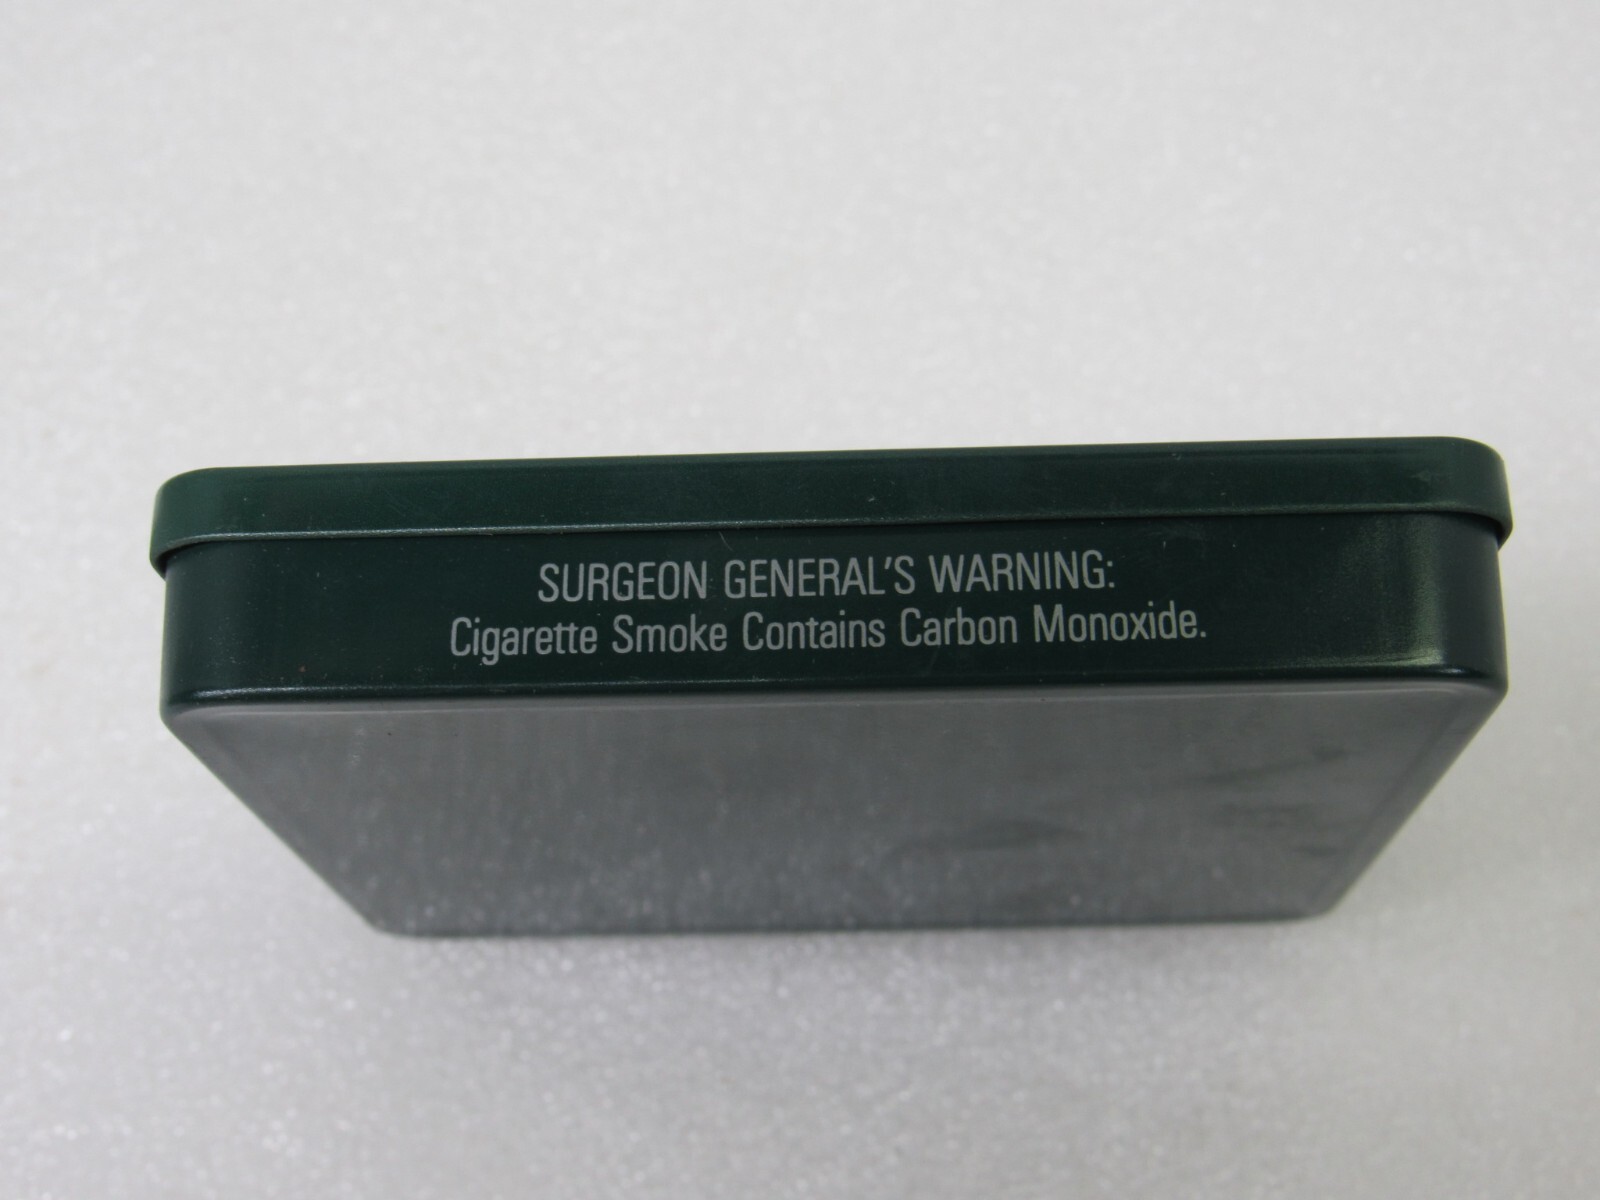 SURGEON GENERAL'S WARNING:
Cigarette Smoke Contains Carbon Monoxide.